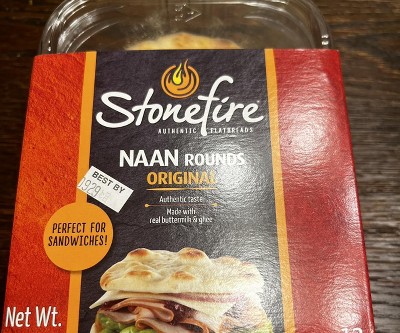 Stonefire
AUTHENTIC FLATBREADS
NAAN ROUNDS
ORIGINAL
BEST BY
Authentic taste
Made with
real buttermilk & ghee
PERFECT FOR
SANDWICHES!
Net Wt.